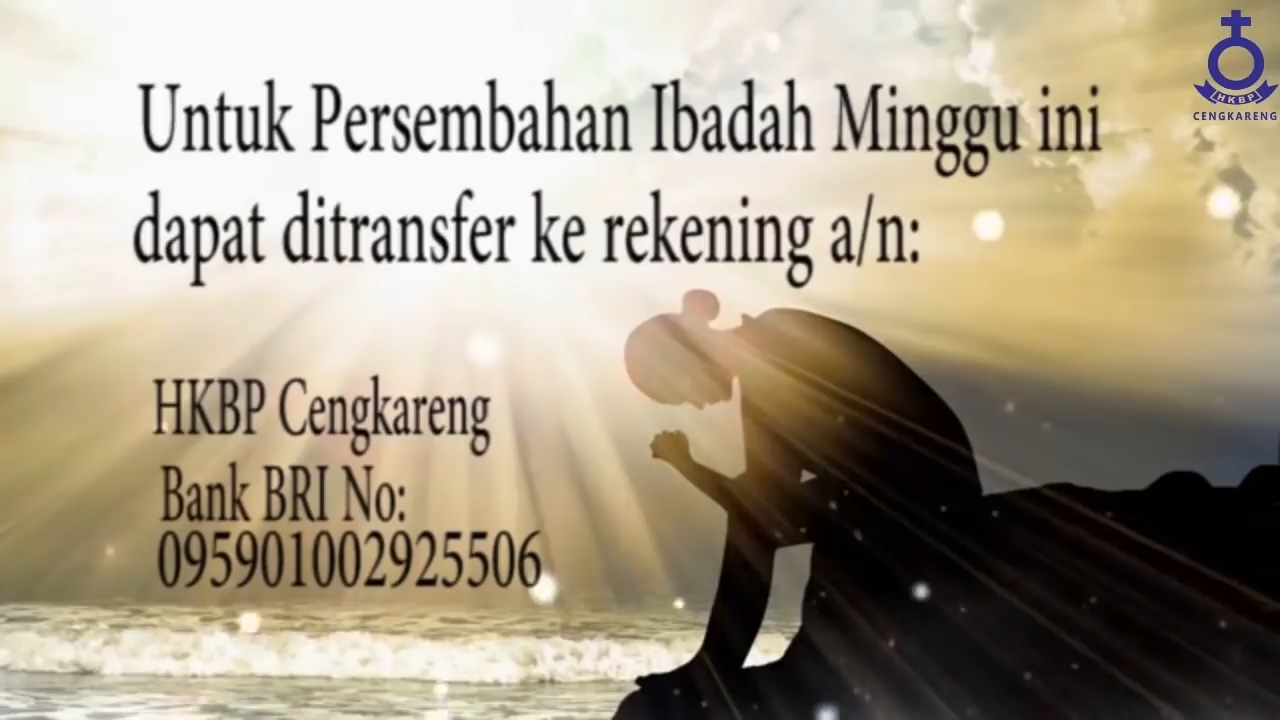 HKBP
CENGKARENG
Untuk Persembahan Ibadah Minggu ini
dapat ditransfer ke rekening a/n:
HKBP Cengkareng
Bank BRI No:
095901002925506